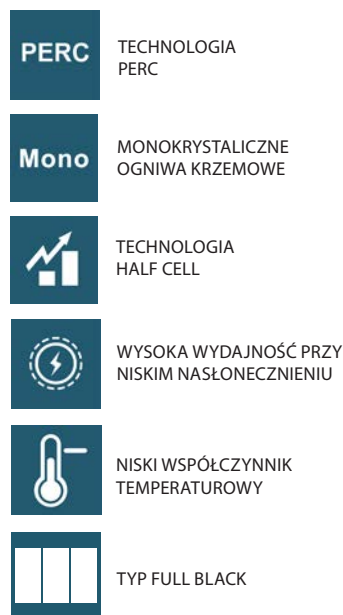 PERC
TECHNOLOGIA
PERC
Mono
MONOKRYSTALICZNE
OGNIWA KRZEMOWE
TECHNOLOGIA
HALF CELL
WYSOKA WYDAJNOŚĆ PRZY
NISKIM NASŁONECZNIENIU
NISKI WSPÓŁCZYNNIK
TEMPERATUROWY
TYP FULL BLACK